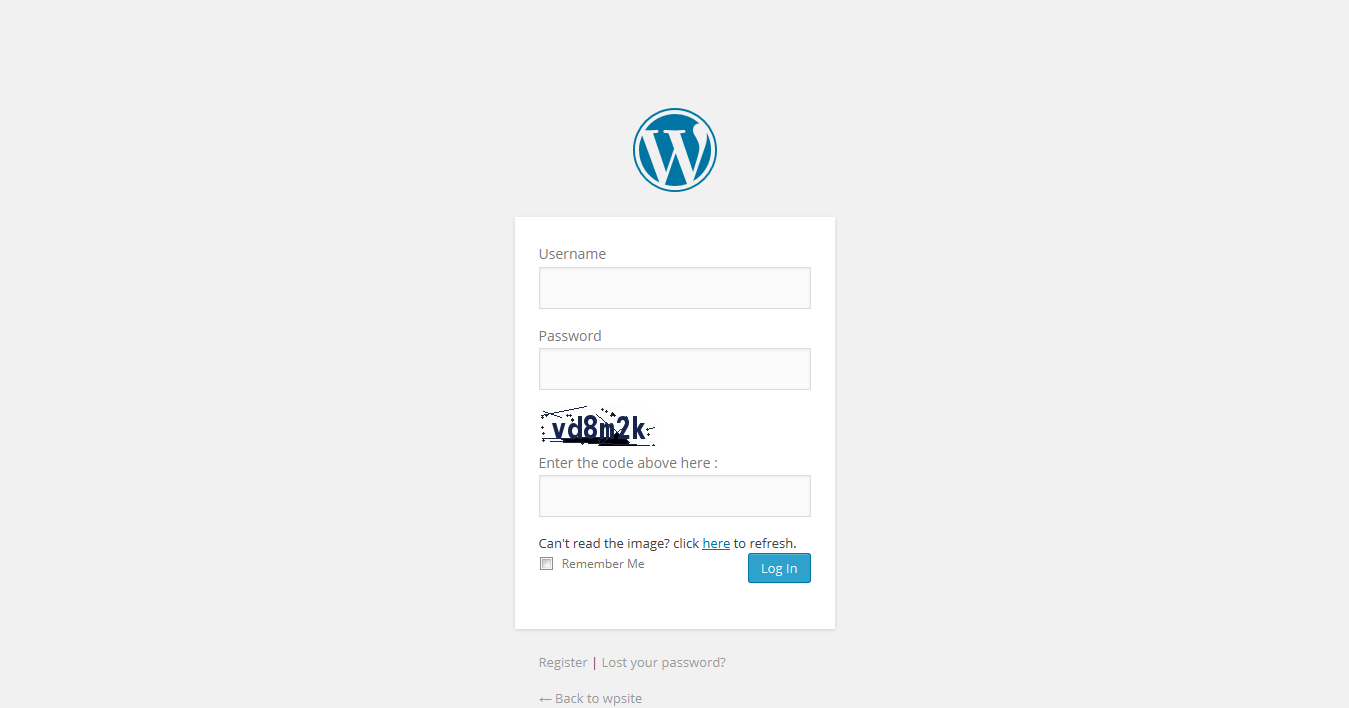 Username
Password
vd8m2k
Enter the code above here :
Can't read the image? click here to refresh.
Remember Me
Log In
Register | Lost your password?
← Back to wpsite